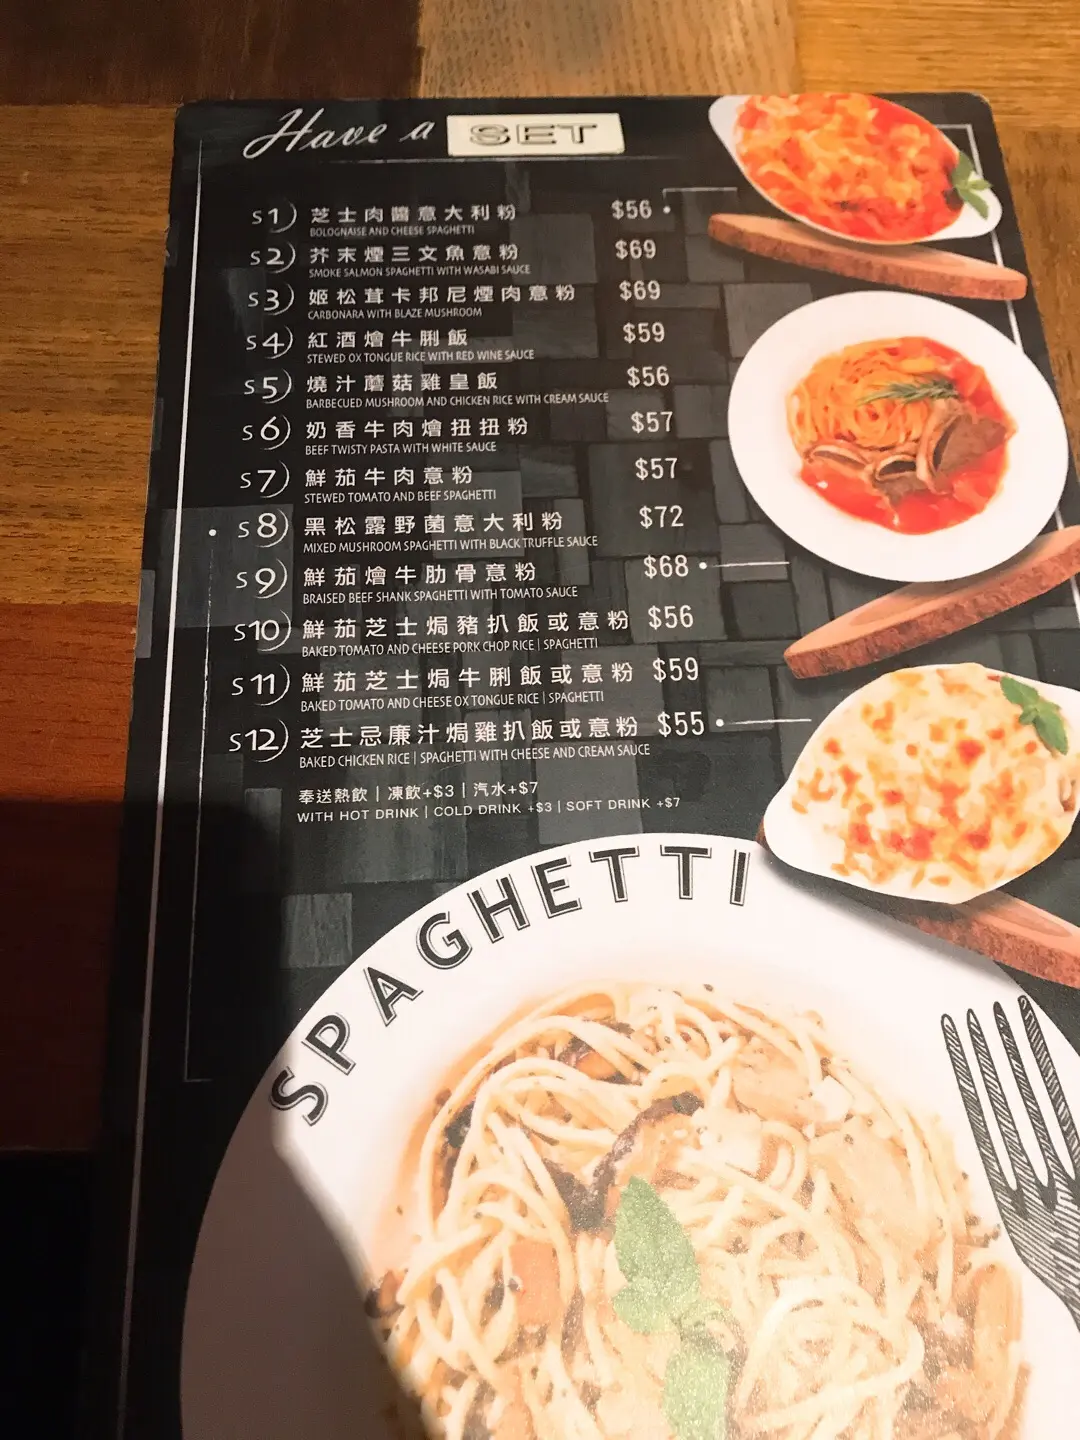 Have a SET
S1) 芝士肉醬意大利粉 $56
BOLOGNAISE AND CHEESE SPAGHETTI
S2) 芥末煙三文魚意粉 $69
SMOKE SALMON SPAGHETTI WITH WASABI SAUCE
S3) 姬松茸卡邦尼煙肉意粉 $69
CARBONARA WITH BLAZE MUSHROOM
S4) 紅酒燴牛脷飯 $59
STEWED OX TONGUE RICE WITH RED WINE SAUCE
S5) 燒汁蘑菇雞皇飯 $56
BARBECUED MUSHROOM AND CHICKEN RICE WITH CREAM SAUCE
S6) 奶香牛肉燴扭扭粉 $57
BEEF TWISTY PASTA WITH WHITE SAUCE
S7) 鮮茄牛肉意粉 $57
STEWED TOMATO AND BEEF SPAGHETTI
S8) 黑松露野菌意大利粉 $72
MIXED MUSHROOM SPAGHETTI WITH BLACK TRUFFLE SAUCE
S9) 鮮茄燴牛肋骨意粉 $68
BRAISED BEEF SHANK SPAGHETTI WITH TOMATO SAUCE
S10) 鮮茄芝士焗豬扒飯或意粉 $56
BAKED TOMATO AND CHEESE PORK CHOP RICE | SPAGHETTI
S11) 鮮茄芝士焗牛脷飯或意粉 $59
BAKED TOMATO AND CHEESE OX TONGUE RICE | SPAGHETTI
S12) 芝士忌廉汁焗雞扒飯或意粉 $55
BAKED CHICKEN RICE | SPAGHETTI WITH CHEESE AND CREAM SAUCE
奉送熱飲 | 凍飲+$3 | 汽水+$7
WITH HOT DRINK | COLD DRINK +$3 | SOFT DRINK +$7
SPAGHETTI